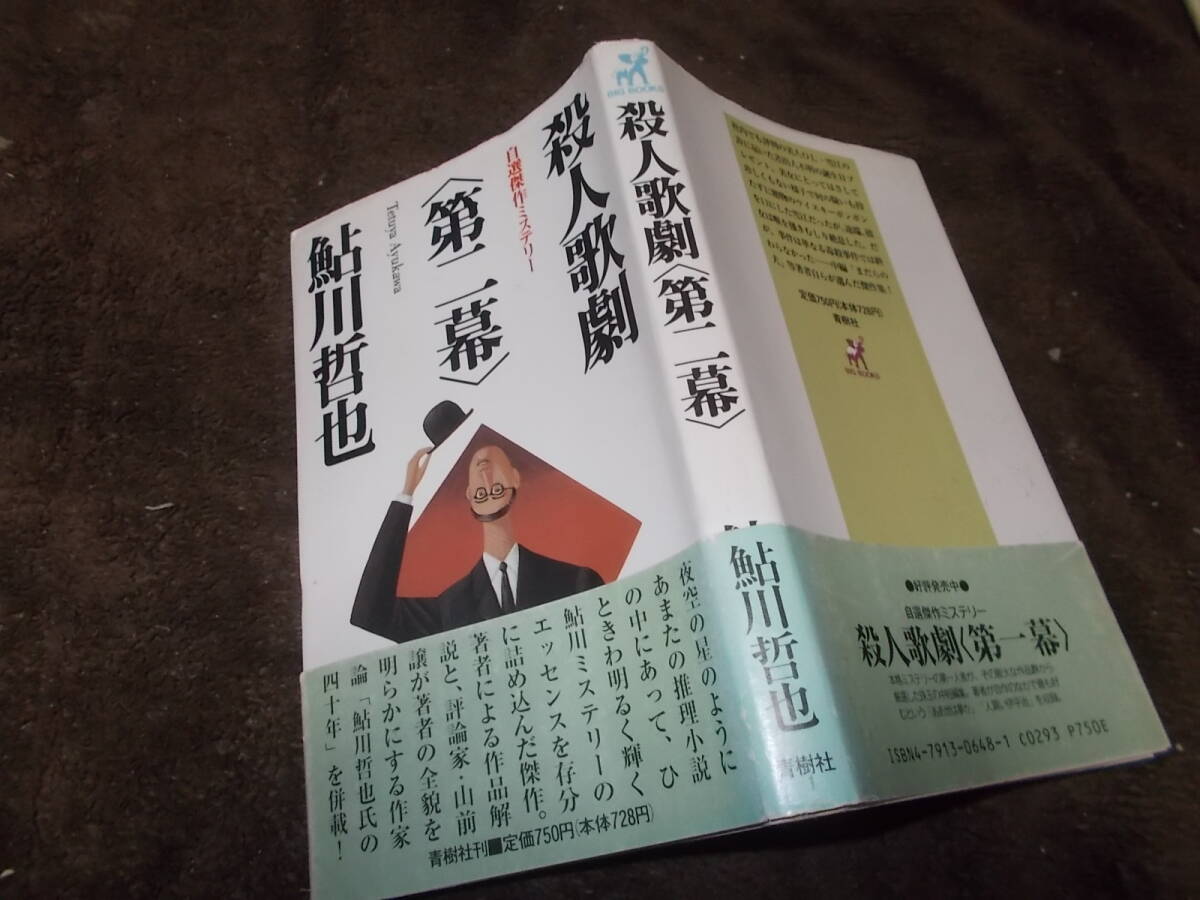 殺人歌劇
〈第二幕〉
自選傑作ミステリー
Tetuya Ayukawa
鮎川哲也
夜空の星のように
あまたの推理小説
の中にあって、ひ
ときわ明るく輝く
鮎川ミステリーの
エッセンスを存分
に詰め込んだ傑作。
著者による作品解
説と、評論家・山前
譲が著者の全貌を
明らかにする作家
論「鮎川哲也氏の
四十年」を併載！
青樹社刊■定価750円(本体728円)
BIG BOOKS
殺人歌劇〈第二幕〉
鮎川哲也
青樹社
定価750円(本体728円)
青樹社
BIG BOOKS
●好評発売中●
自選傑作ミステリー
殺人歌劇〈第一幕〉
ISBN4-7913-0648-1 C0293 P750E